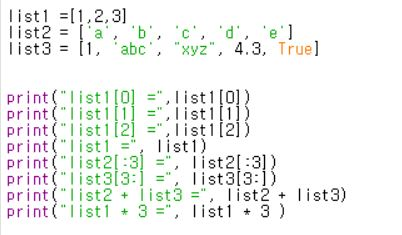 list1 =[1,2,3]
list2 = ['a', 'b', 'c', 'd', 'e']
list3 = [1, 'abc', "xyz", 4.3, True]
print("list1[0] =",list1[0])
print("list1[1] =",list1[1])
print("list1[2] =",list1[2])
print("list1 =", list1)
print("list2[:3] =", list2[:3])
print("list3[3:] =", list3[3:])
print("list2 + list3 =", list2 + list3)
print("list1 * 3 =", list1 * 3 )